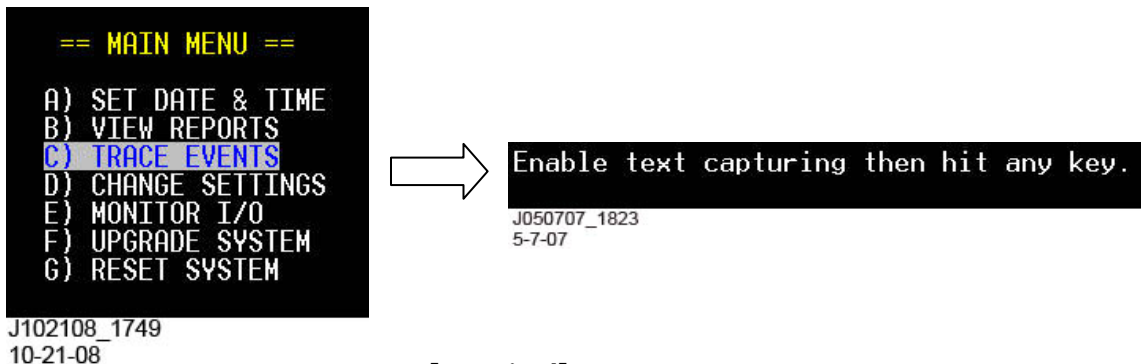 == MAIN MENU ==
A) SET DATE & TIME
B) VIEW REPORTS
C) TRACE EVENTS
D) CHANGE SETTINGS
E) MONITOR I/O
F) UPGRADE SYSTEM
G) RESET SYSTEM
J102108_1749
10-21-08
Enable text capturing then hit any key.
J050707_1823
5-7-07